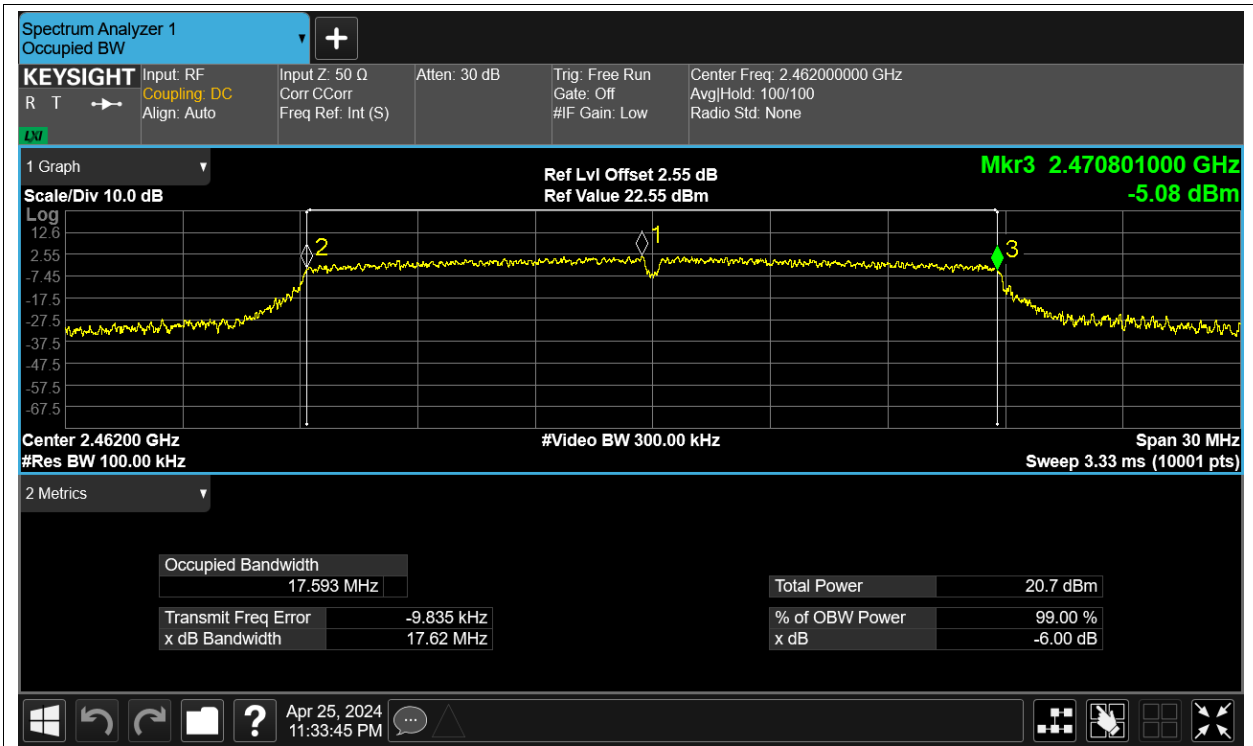 Spectrum Analyzer 1
Occupied BW
KEYSIGHT
R T
LXI
Input: RF
Coupling: DC
Align: Auto
Input Z: 50 Ω
Corr CCorr
Freq Ref: Int (S)
Atten: 30 dB
Trig: Free Run
Gate: Off
#IF Gain: Low
Center Freq: 2.462000000 GHz
Avg|Hold: 100/100
Radio Std: None
1 Graph
Scale/Div 10.0 dB
Ref Lvl Offset 2.55 dB
Ref Value 22.55 dBm
Mkr3 2.470801000 GHz
-5.08 dBm
Log
12.6
2.55
-7.45
-17.5
-27.5
-37.5
-47.5
-57.5
-67.5
2
1
3
Center 2.46200 GHz
#Res BW 100.00 kHz
#Video BW 300.00 kHz
Span 30 MHz
Sweep 3.33 ms (10001 pts)
2 Metrics
Occupied Bandwidth
17.593 MHz
Transmit Freq Error -9.835 kHz
x dB Bandwidth 17.62 MHz
Total Power 20.7 dBm
% of OBW Power 99.00 %
x dB -6.00 dB
?
Apr 25, 2024
11:33:45 PM